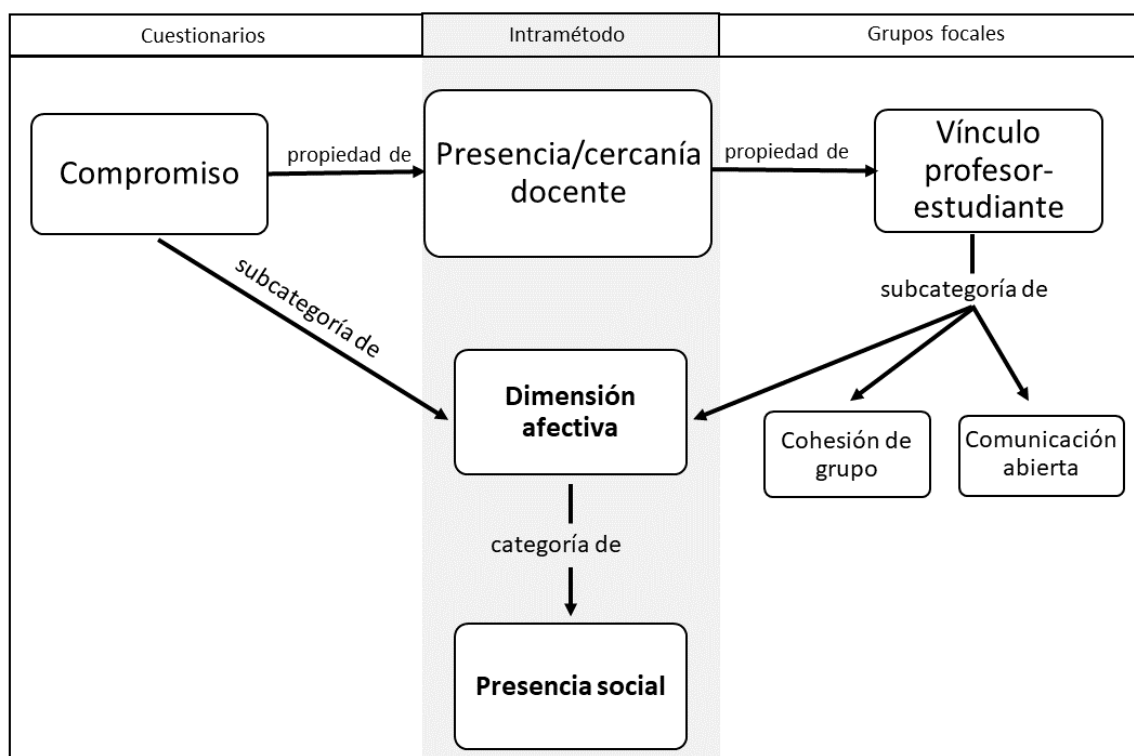 Cuestionarios
Intramétodo
Grupos focales
Compromiso
propiedad de
Presencia/cercanía
docente
propiedad de
Vínculo
profesor-
estudiante
subcategoría de
subcategoría de
Dimensión
afectiva
Cohesión de
grupo
Comunicación
abierta
categoría de
Presencia social